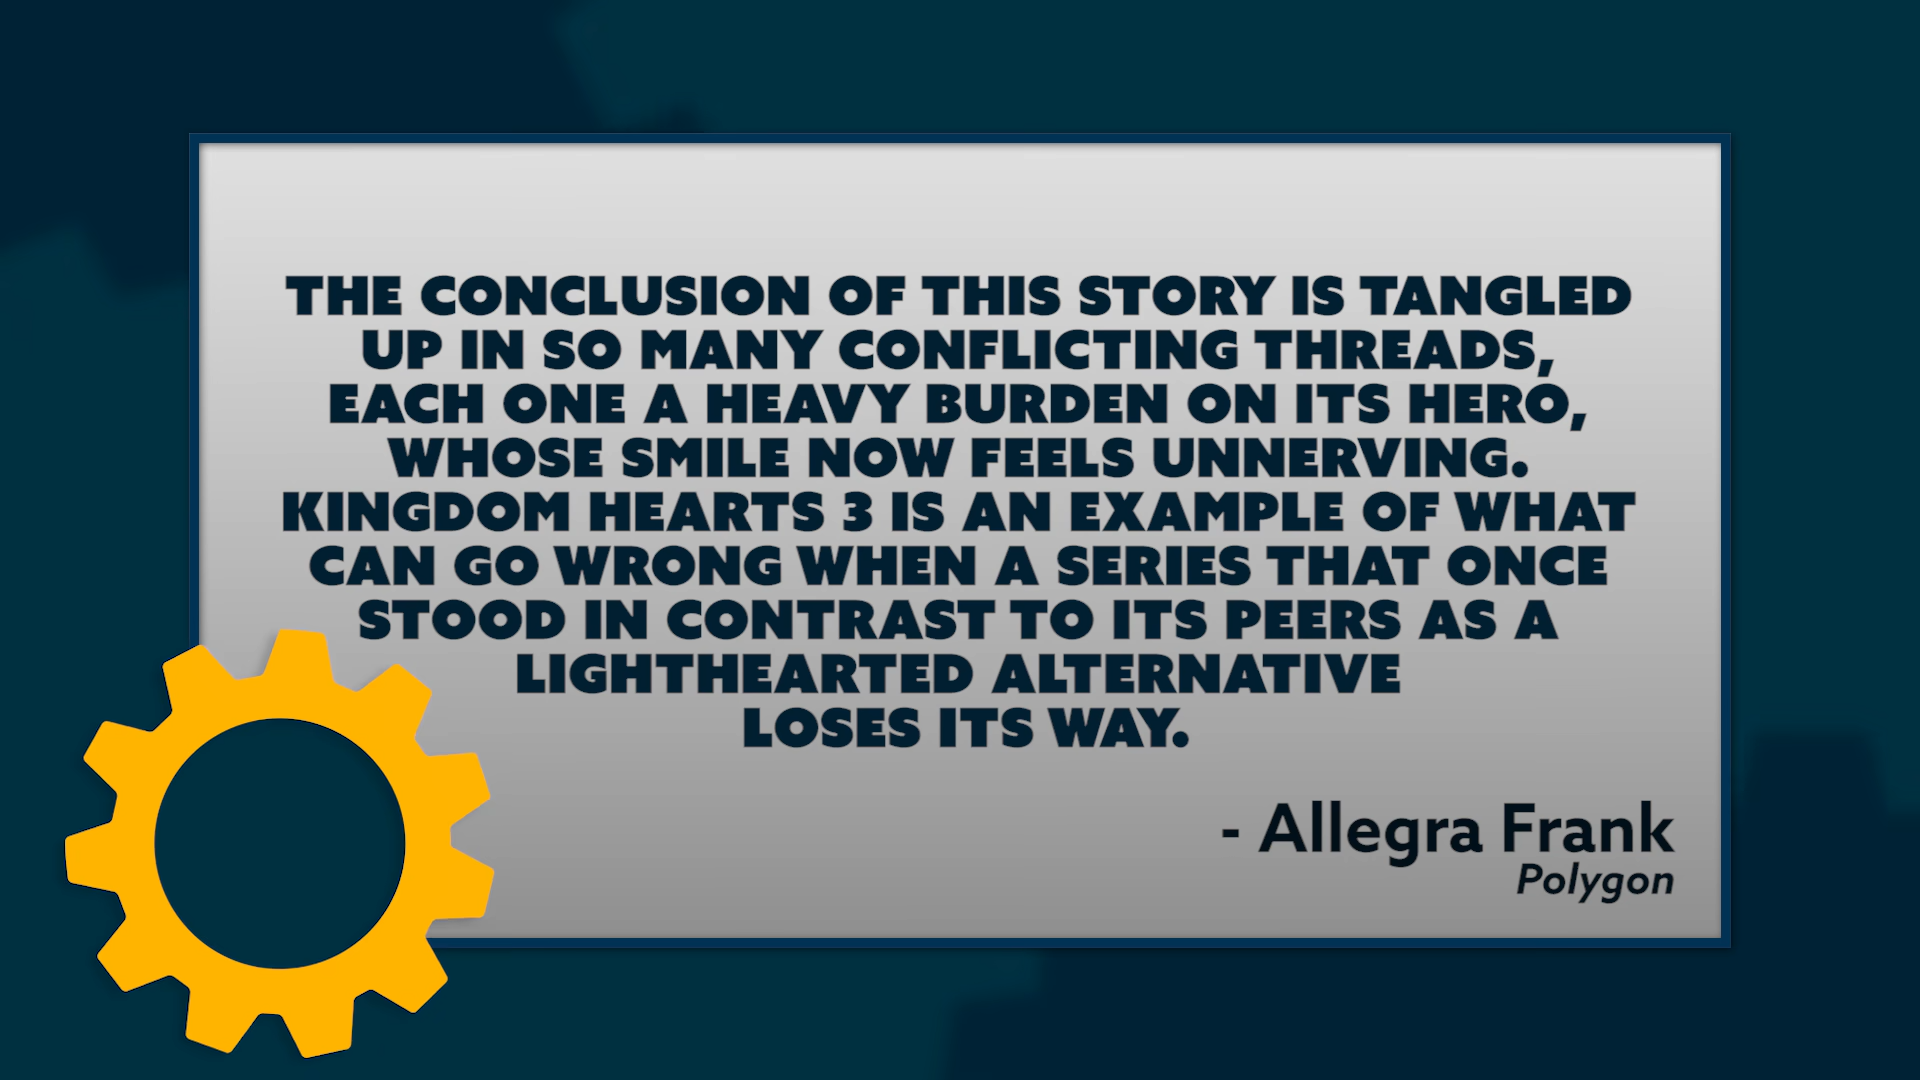 THE CONCLUSION OF THIS STORY IS TANGLED
UP IN SO MANY CONFLICTING THREADS,
EACH ONE A HEAVY BURDEN ON ITS HERO,
WHOSE SMILE NOW FEELS UNNERVING.
KINGDOM HEARTS 3 IS AN EXAMPLE OF WHAT
CAN GO WRONG WHEN A SERIES THAT ONCE
STOOD IN CONTRAST TO ITS PEERS AS A
LIGHTHEARTED ALTERNATIVE
LOSES ITS WAY.
- Allegra Frank
Polygon